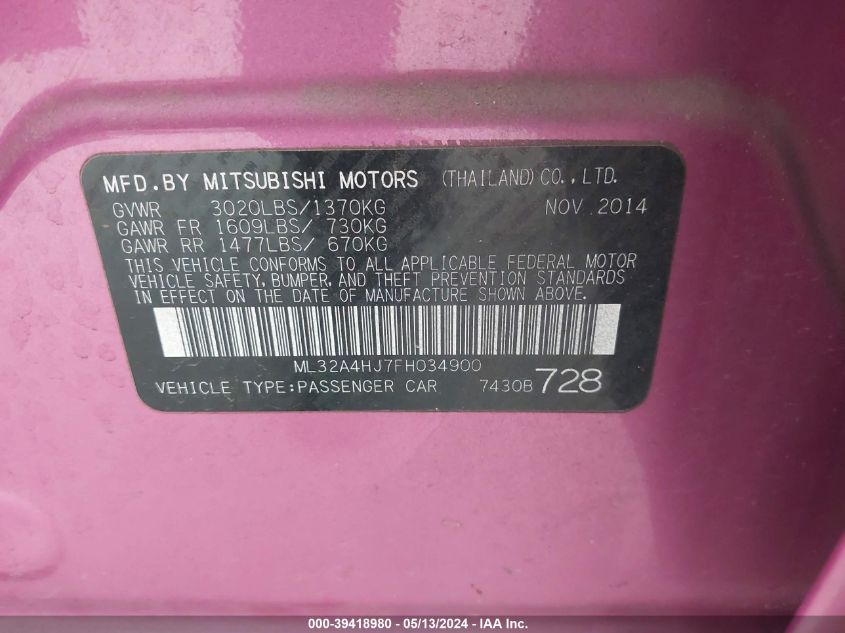 MFD.BY MITSUBISHI MOTORS (THAILAND) CO.,LTD.
GVWR 3020LBS/1370KG NOV 2014
GAWR FR 1609LBS/ 730KG
GAWR RR 1477LBS/ 670KG
THIS VEHICLE CONFORMS TO ALL APPLICABLE FEDERAL MOTOR
VEHICLE SAFETY, BUMPER, AND THEFT PREVENTION STANDARDS
IN EFFECT ON THE DATE OF MANUFACTURE SHOWN ABOVE.
ML32A4HJ7FH034900
VEHICLE TYPE:PASSENGER CAR 7430B 728
000-39418980 - 05/13/2024 - IAA Inc.